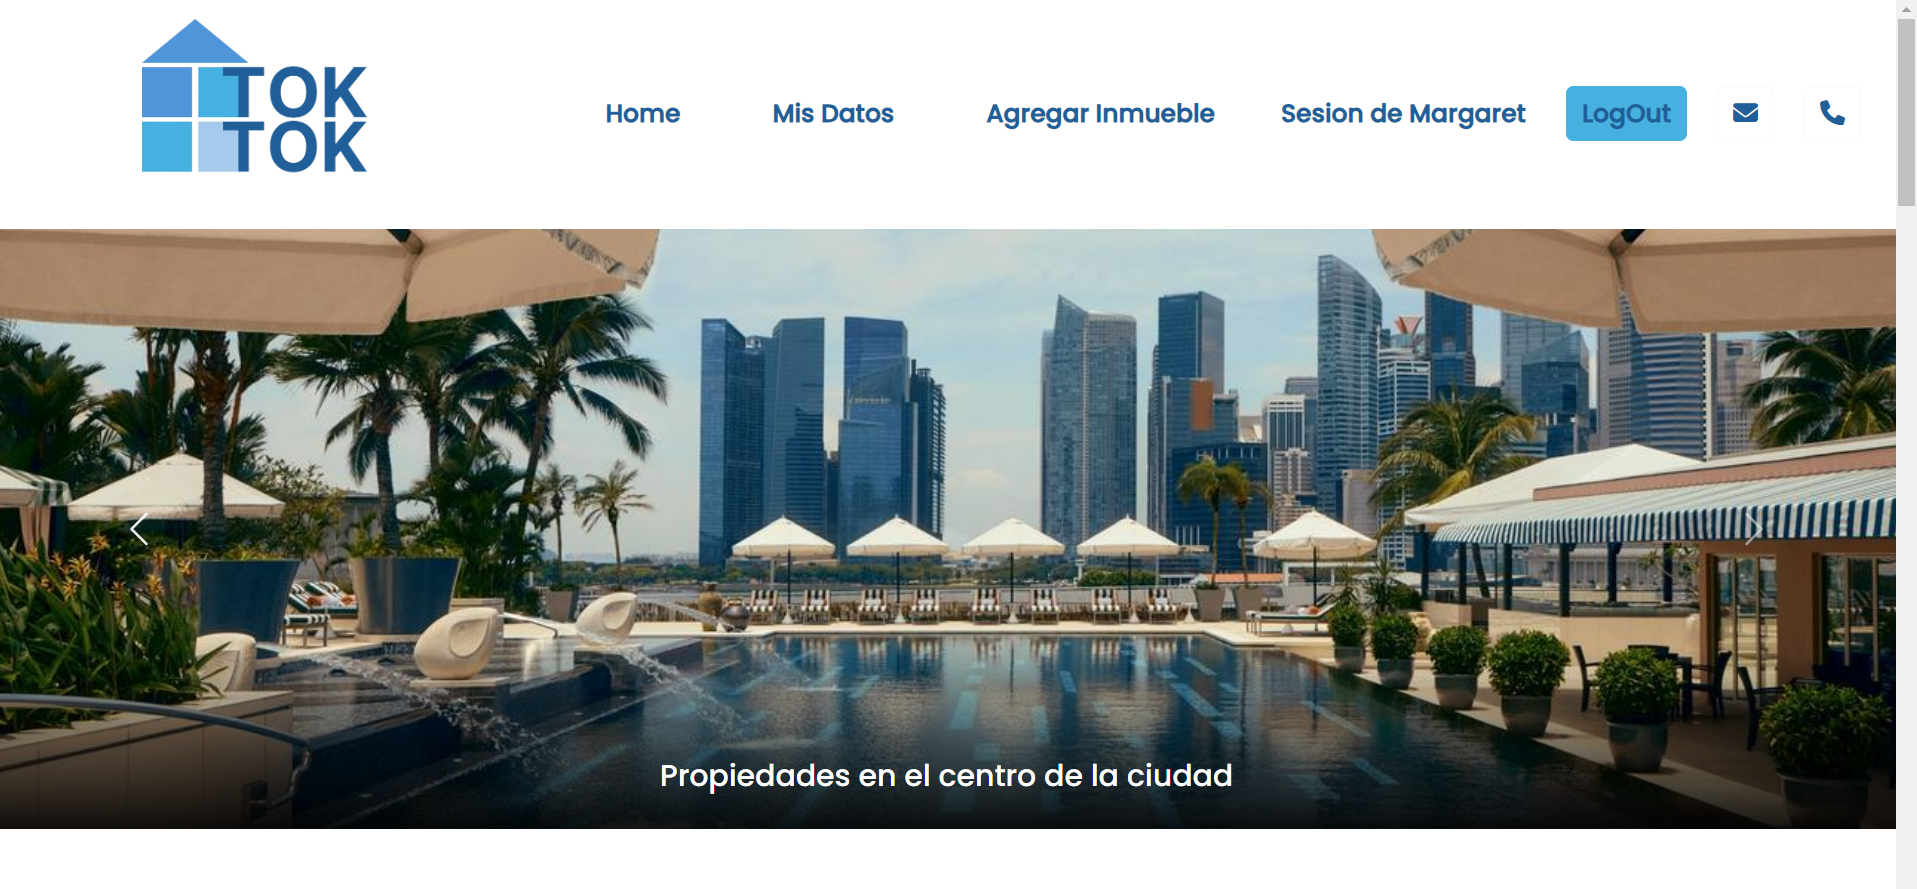 TOK
TOK
Home
Mis Datos
Agregar Inmueble
Sesion de Margaret
LogOut
Propiedades en el centro de la ciudad